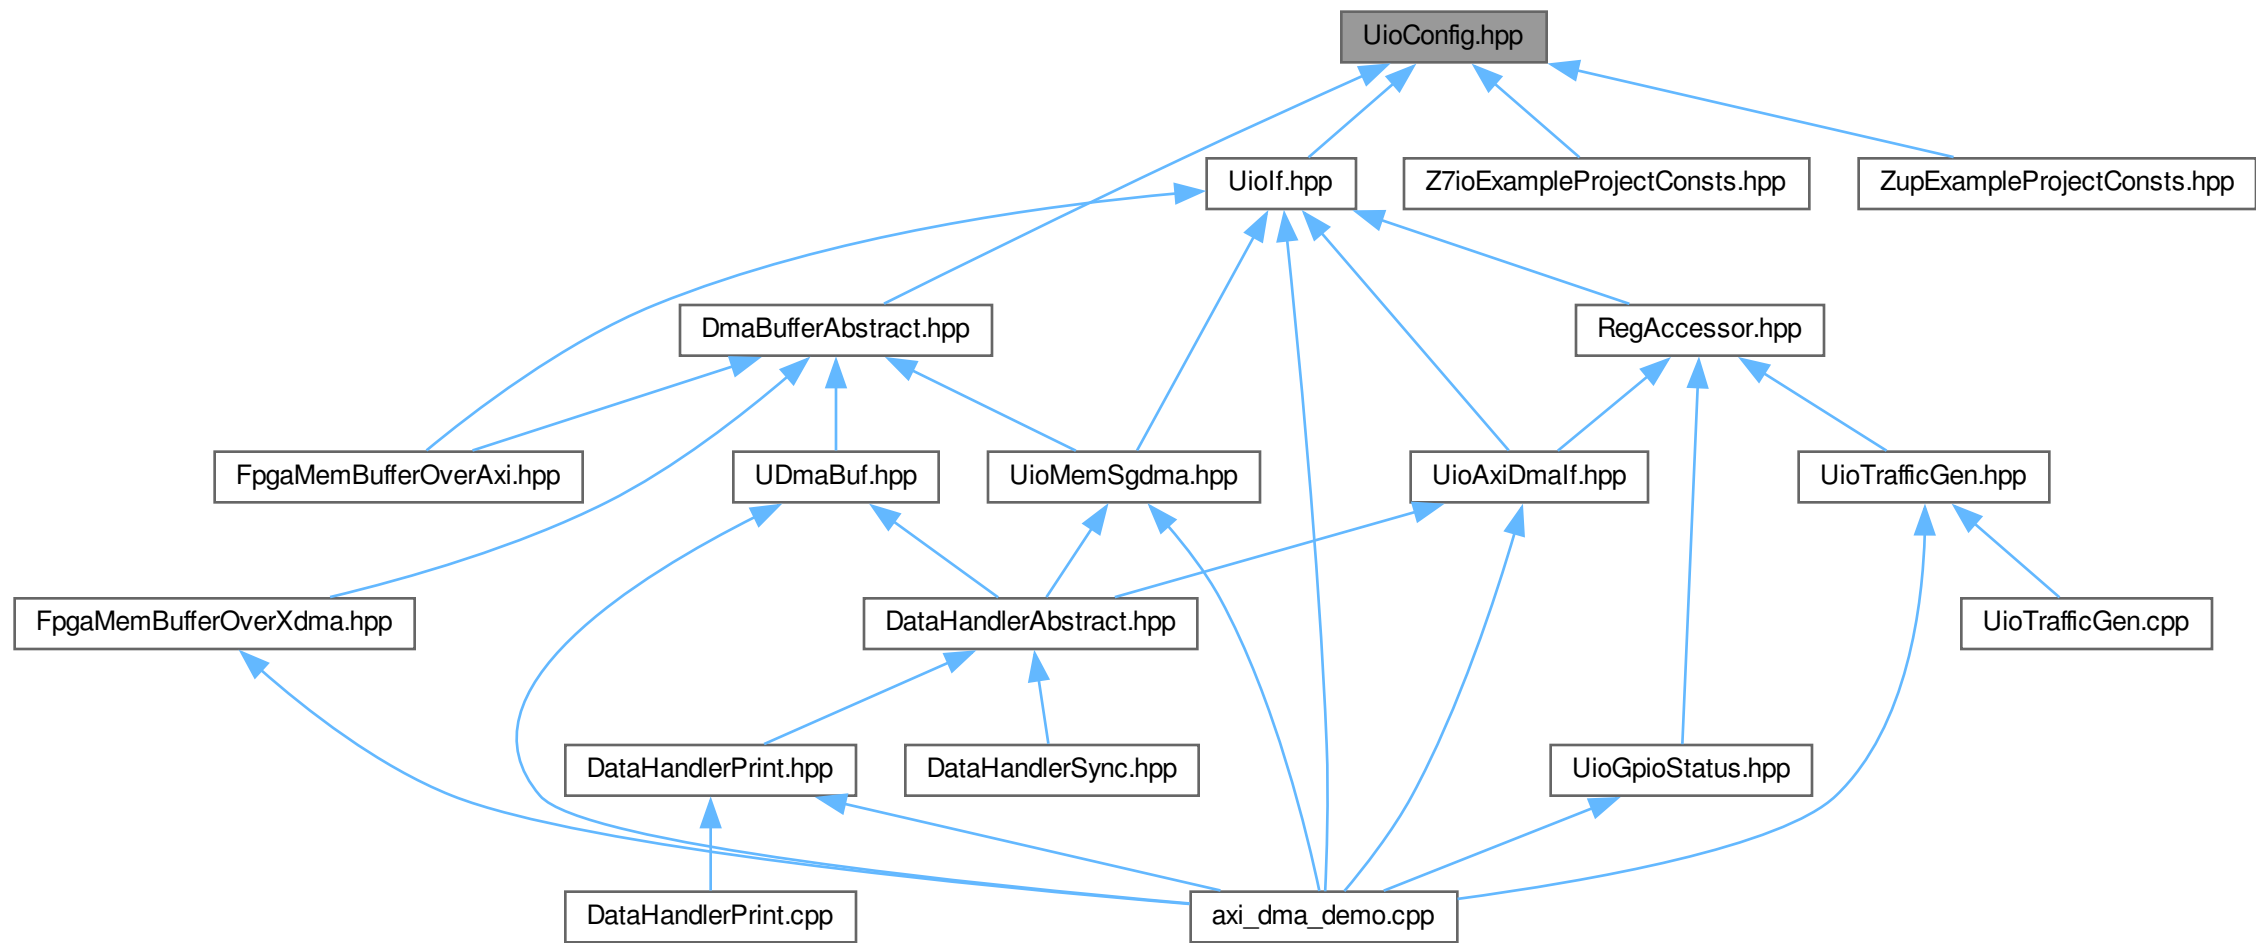 UioConfig.hpp
UioIf.hpp
Z7ioExampleProjectConsts.hpp
ZupExampleProjectConsts.hpp
DmaBufferAbstract.hpp
RegAccessor.hpp
FpgaMemBufferOverAxi.hpp
UDmaBuf.hpp
UioMemSgdma.hpp
UioAxiDmaIf.hpp
UioTrafficGen.hpp
FpgaMemBufferOverXdma.hpp
DataHandlerAbstract.hpp
UioTrafficGen.cpp
DataHandlerPrint.hpp
DataHandlerSync.hpp
UioGpioStatus.hpp
DataHandlerPrint.cpp
axi_dma_demo.cpp